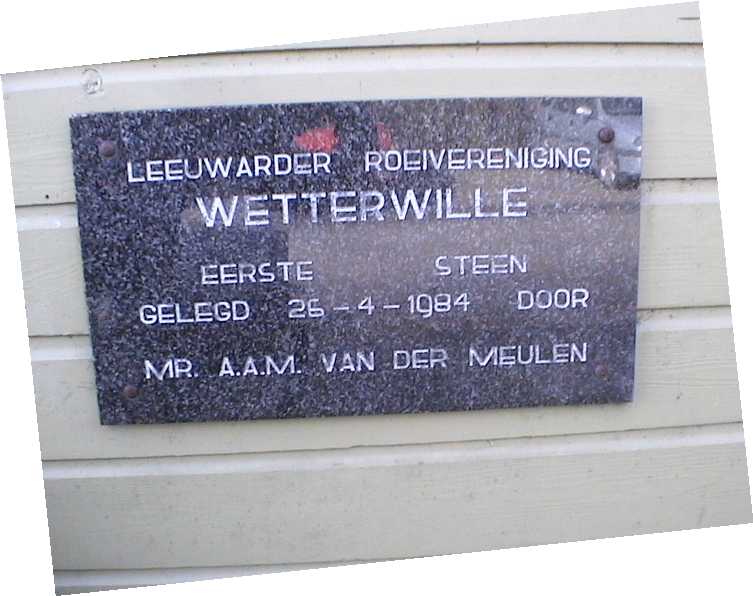 LEEUWARDER ROEIVERENIGING
WETTERWILLE
EERSTE STEEN
GELEGD 26-4-1984 DOOR
MR. A.A.M. VAN DER MEULEN